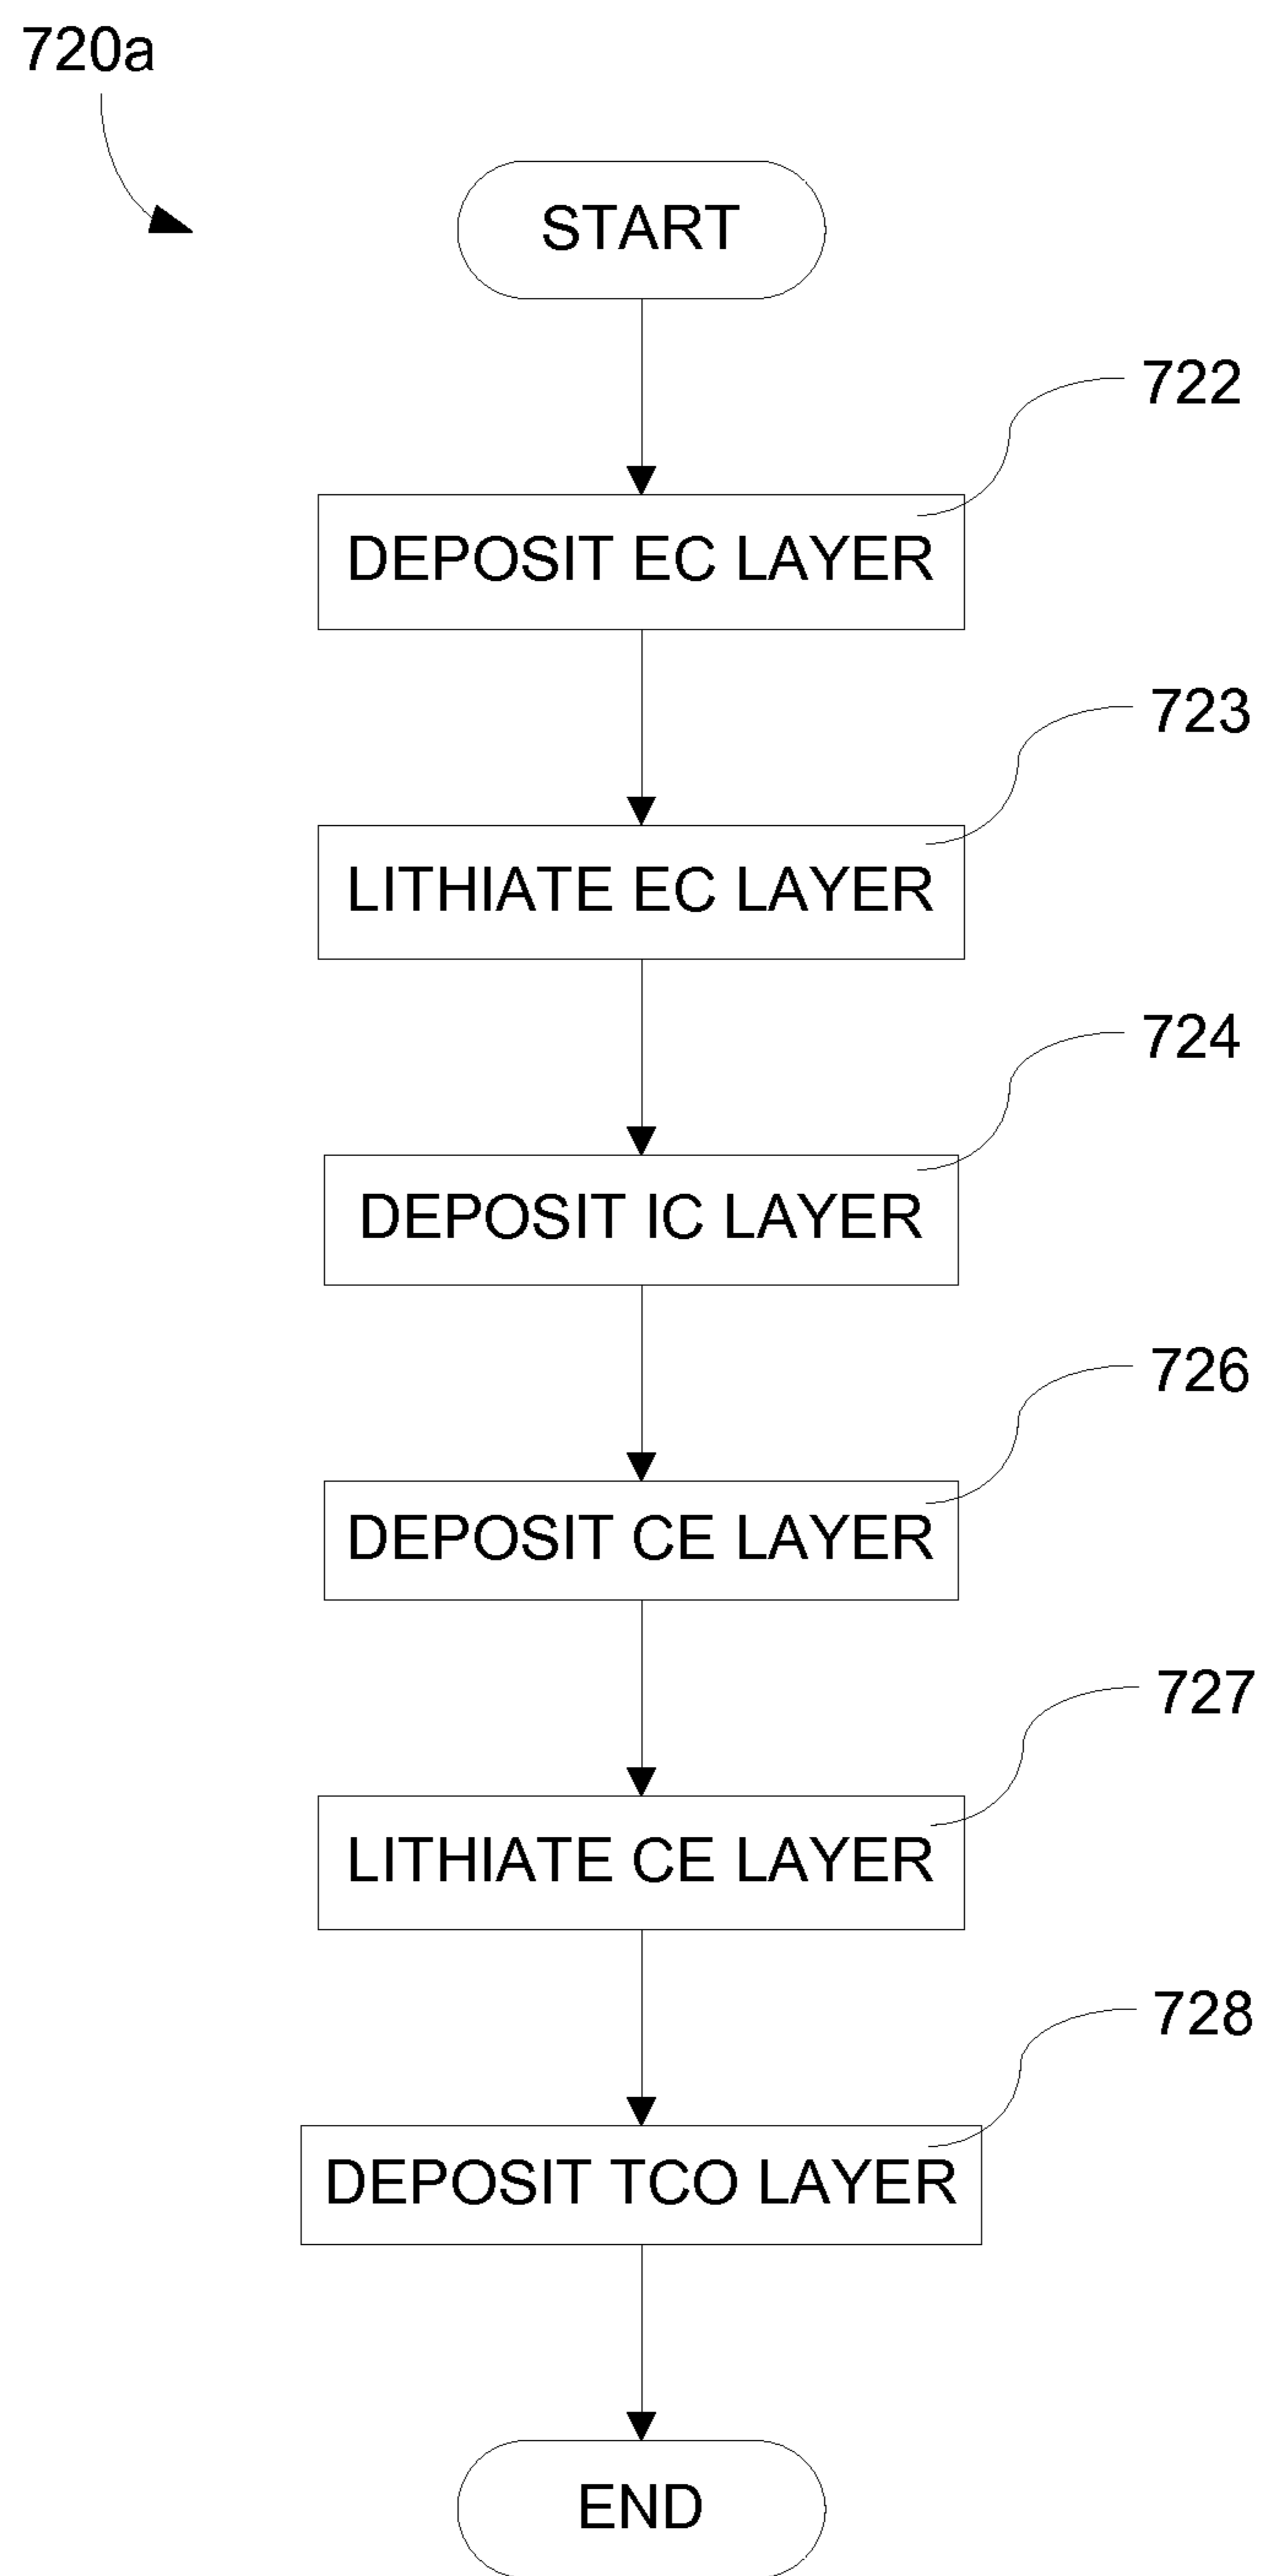 720a
START
722
DEPOSIT EC LAYER
723
LITHIATE EC LAYER
724
DEPOSIT IC LAYER
726
DEPOSIT CE LAYER
727
LITHIATE CE LAYER
728
DEPOSIT TCO LAYER
END